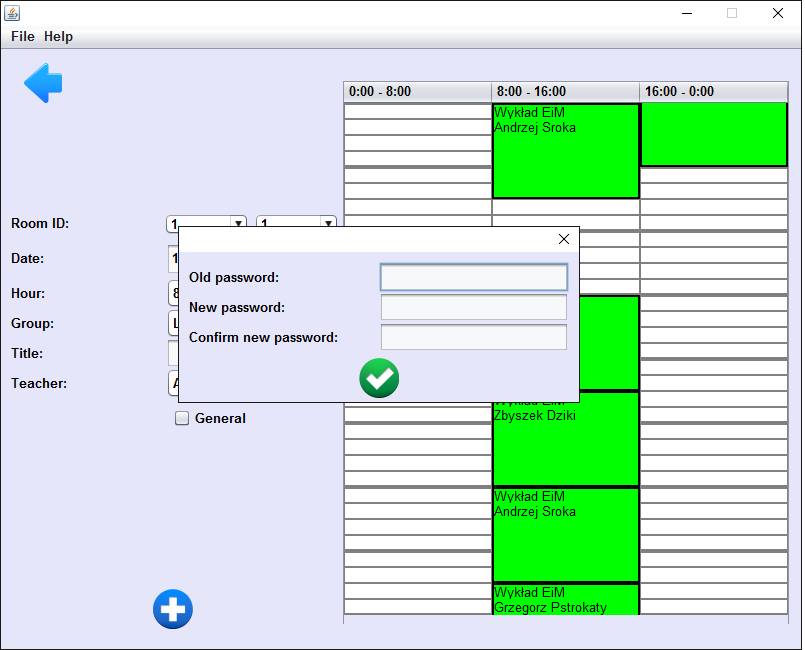 File Help
0:00 - 8:00 8:00 - 16:00 16:00 - 0:00
Wykład EiM
Andrzej Sroka
Room ID: 1 1
Date: 1
Hour: 8
Group: L
Title:
Teacher: A
General
Old password:
New password:
Confirm new password:
Wykład EiM
Zbyszek Dziki
Wykład EiM
Andrzej Sroka
Wykład EiM
Grzegorz Pstrokaty